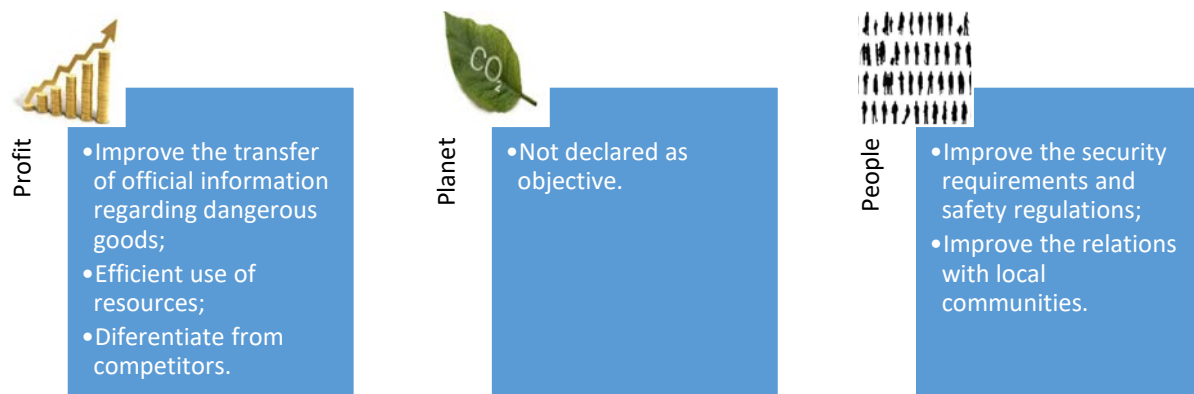 CO2
Profit
•Improve the transfer
of official information
regarding dangerous
goods;
•Efficient use of
resources;
•Diferentiate from
competitors.
Planet
•Not declared as
objective.
People
•Improve the security
requirements and
safety regulations;
•Improve the relations
with local
communities.